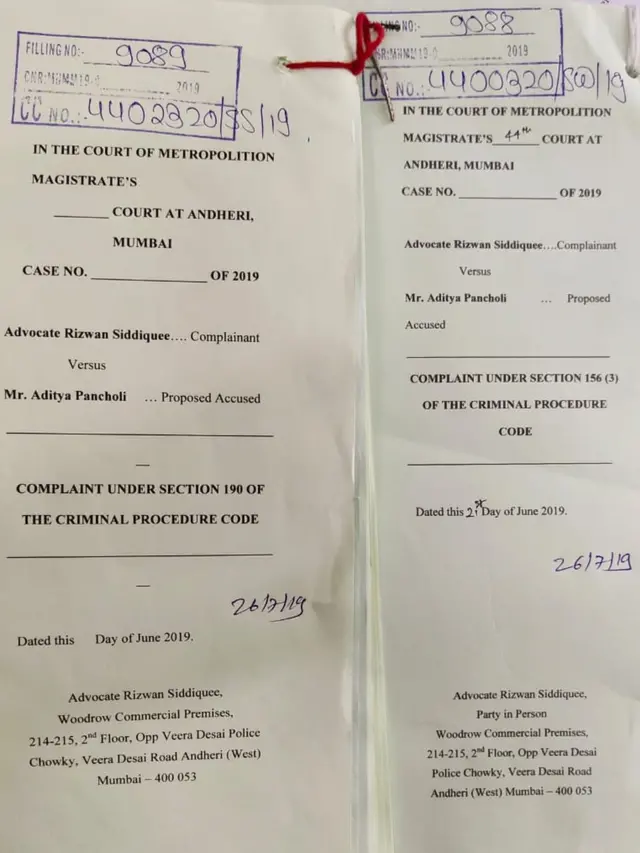 FILLING NO:- 9089
CNR:MHMM19-0 2019
CC NO.:- 4402320/SS/19
IN THE COURT OF METROPOLITION
MAGISTRATE'S
_______ COURT AT ANDHERI,
MUMBAI
CASE NO. _______________ OF 2019
Advocate Rizwan Siddiquee…. Complainant
Versus
Mr. Aditya Pancholi … Proposed Accused
COMPLAINT UNDER SECTION 190 OF
THE CRIMINAL PROCEDURE CODE
26/7/19
Dated this Day of June 2019.
Advocate Rizwan Siddiquee,
Woodrow Commercial Premises,
214-215, 2nd Floor, Opp Veera Desai Police
Chowky, Veera Desai Road Andheri (West)
Mumbai – 400 053
NO:- 9088
2019
CC NO.:- 4400320/SW/19
IN THE COURT OF METROPOLITION
MAGISTRATE'S 44th COURT AT
ANDHERI, MUMBAI
CASE NO. _______________ OF 2019
Advocate Rizwan Siddiquee….Complainant
Versus
Mr. Aditya Pancholi … Proposed
Accused
COMPLAINT UNDER SECTION 156 (3)
OF THE CRIMINAL PROCEDURE
CODE
Dated this 21st Day of June 2019.
26/7/19
Advocate Rizwan Siddiquee,
Party in Person
Woodrow Commercial Premises,
214-215, 2nd Floor, Opp Veera Desai
Police Chowky, Veera Desai Road
Andheri (West) Mumbai – 400 053